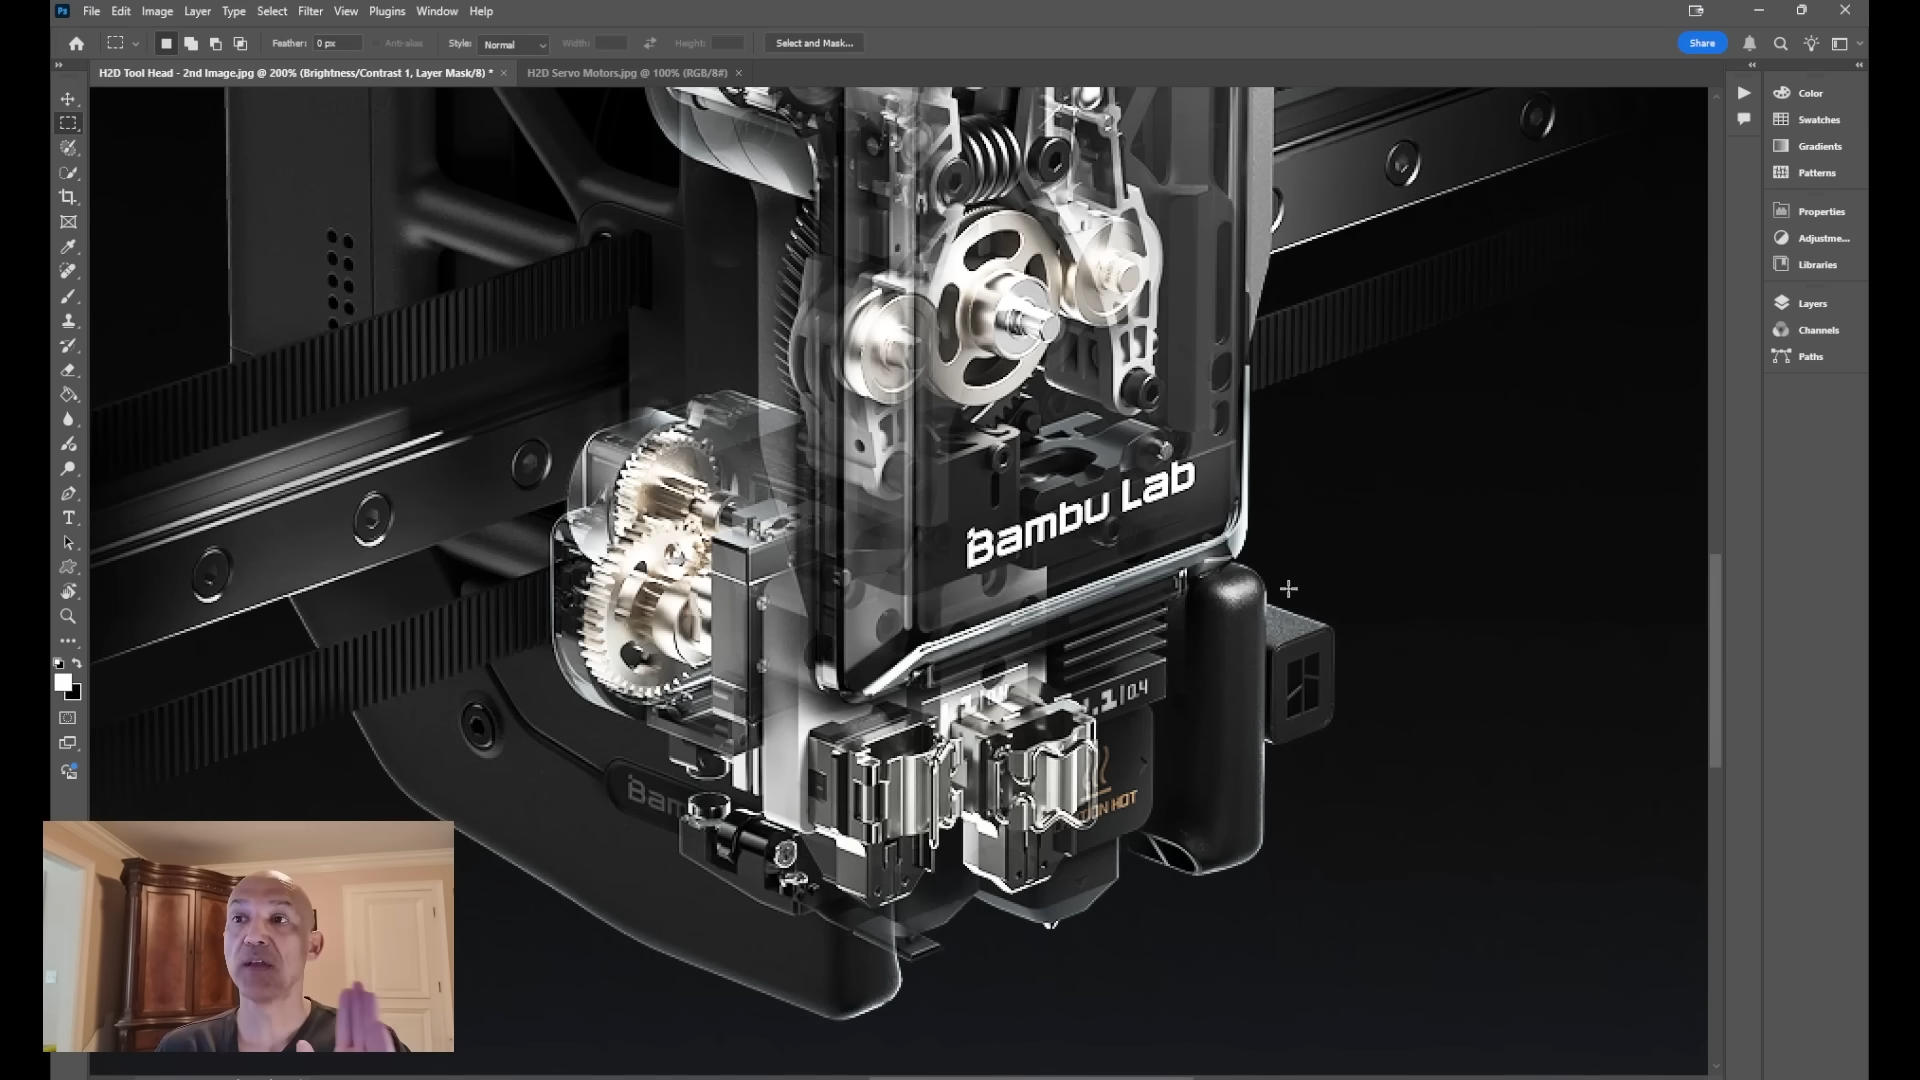 Ps File Edit Image Layer Type Select Filter View Plugins Window Help
Feather: 0 px Anti-alias Style: Normal Width: Height: Select and Mask... Share
H2D Tool Head - 2nd Image.jpg @ 200% (Brightness/Contrast 1, Layer Mask/8) * × H2D Servo Motors.jpg @ 100% (RGB/8#) ×
Color
Swatches
Gradients
Patterns
Properties
Adjustme...
Libraries
Layers
Channels
Paths
Bambu Lab
0.4
HOT
Bam